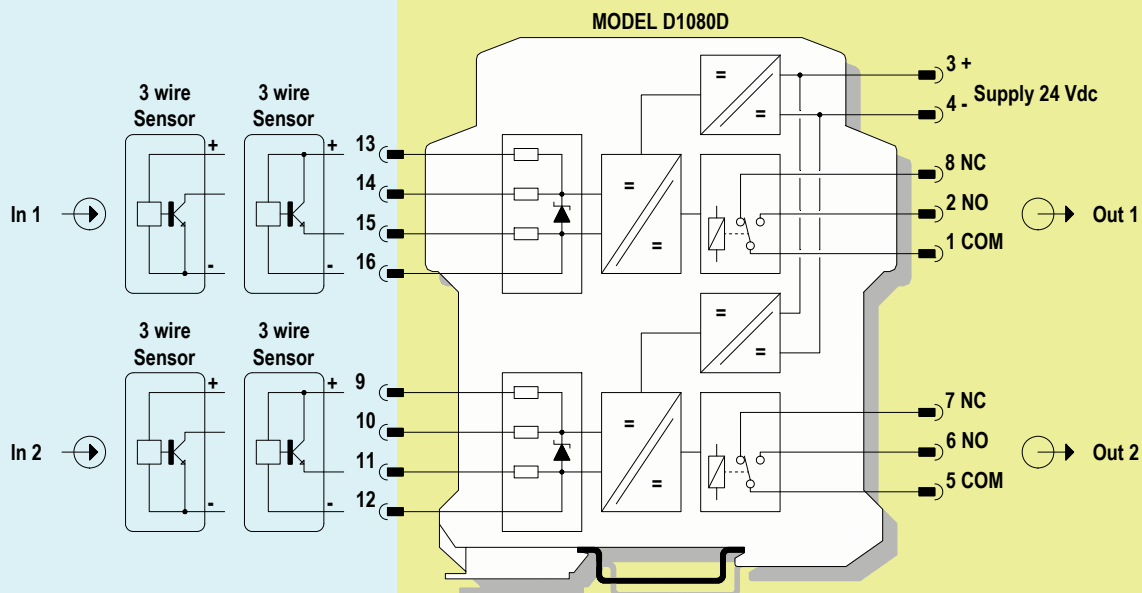 MODEL D1080D
3 +
Supply 24 Vdc
4 -
3 wire
Sensor
3 wire
Sensor
+
+
-
-
In 1
13
14
15
16
=
=
=
=
8 NC
2 NO
1 COM
Out 1
3 wire
Sensor
3 wire
Sensor
+
+
-
-
In 2
9
10
11
12
=
=
=
=
7 NC
6 NO
5 COM
Out 2